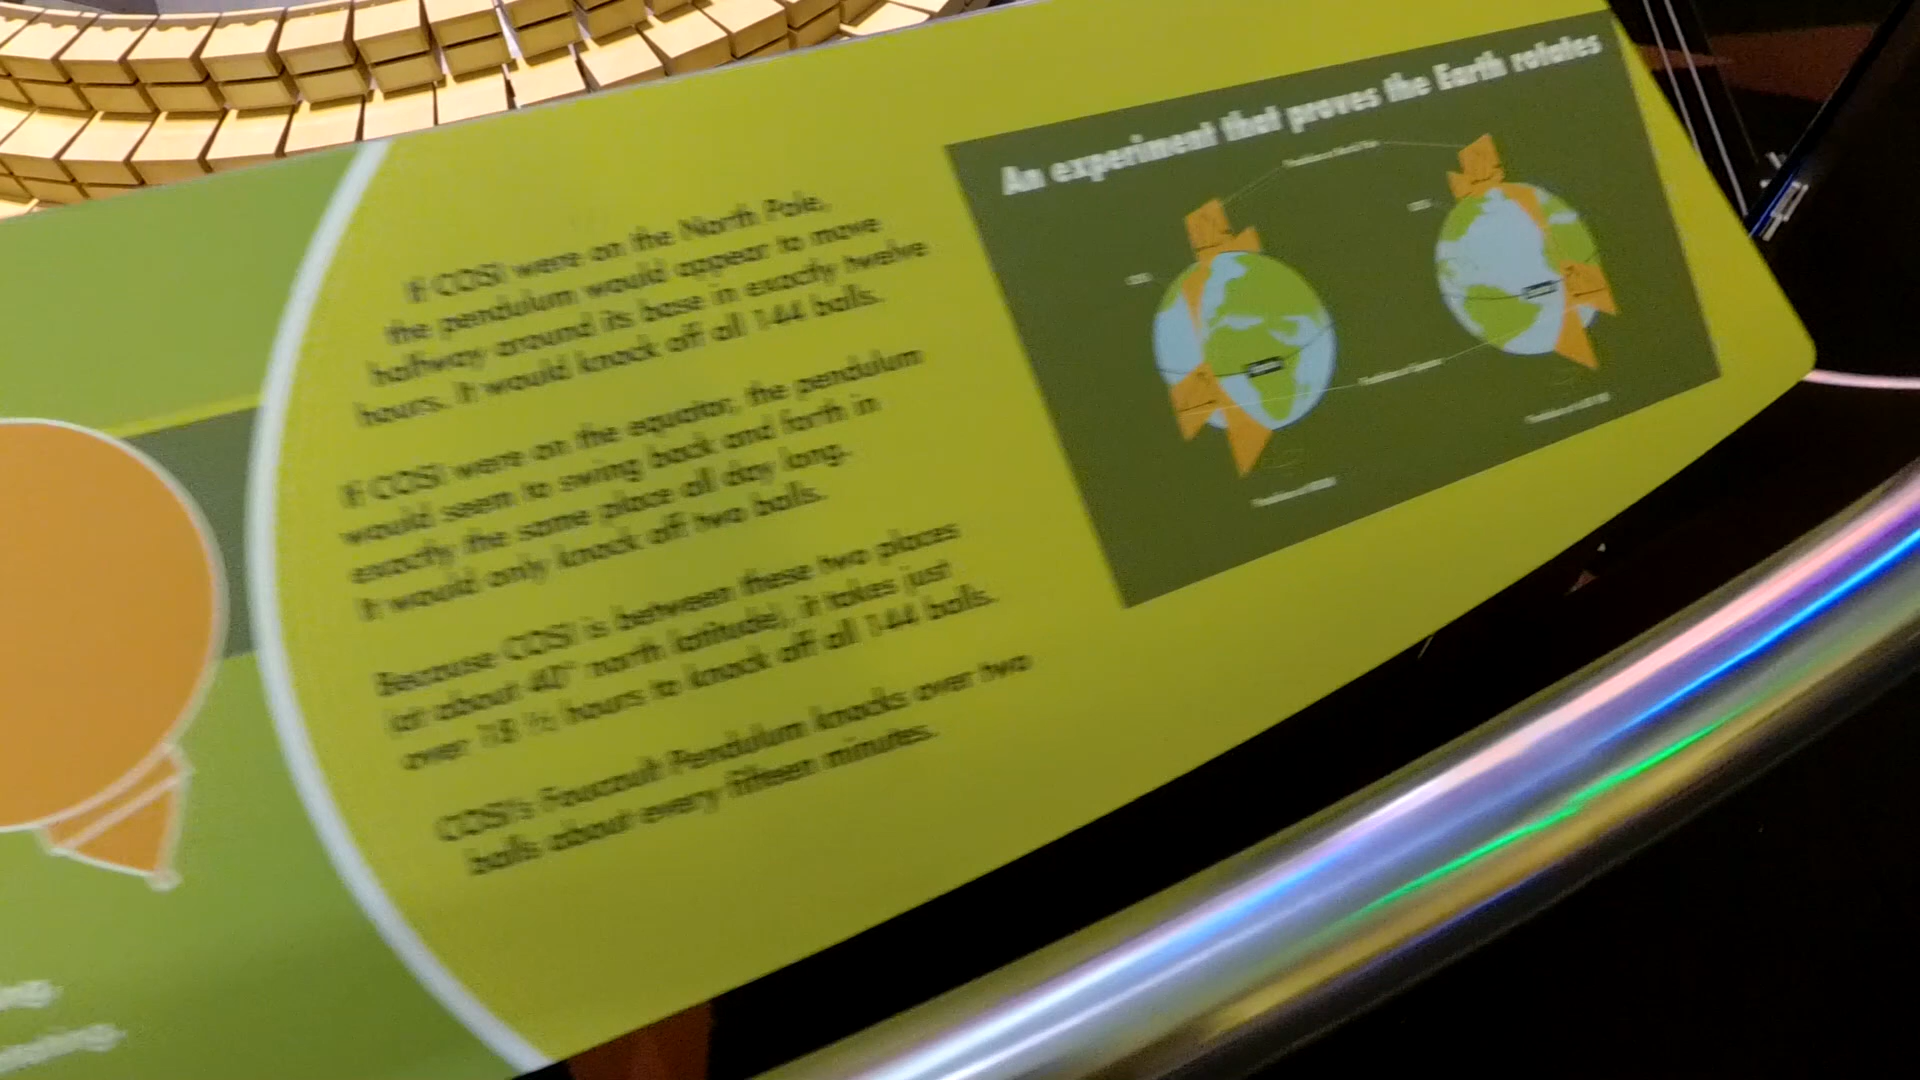 If COSI were on the North Pole,
the pendulum would appear to move
halfway around its base in exactly twelve
hours. It would knock off all 144 balls.
If COSI were on the equator, the pendulum
would seem to swing back and forth in
exactly the same place all day long.
It would only knock off two balls.
Because COSI is between these two places
(at about 40° north latitude), it takes just
over 18 ½ hours to knock off all 144 balls.
COSI's Foucault Pendulum knocks over two
balls about every fifteen minutes.
An experiment that proves the Earth rotates